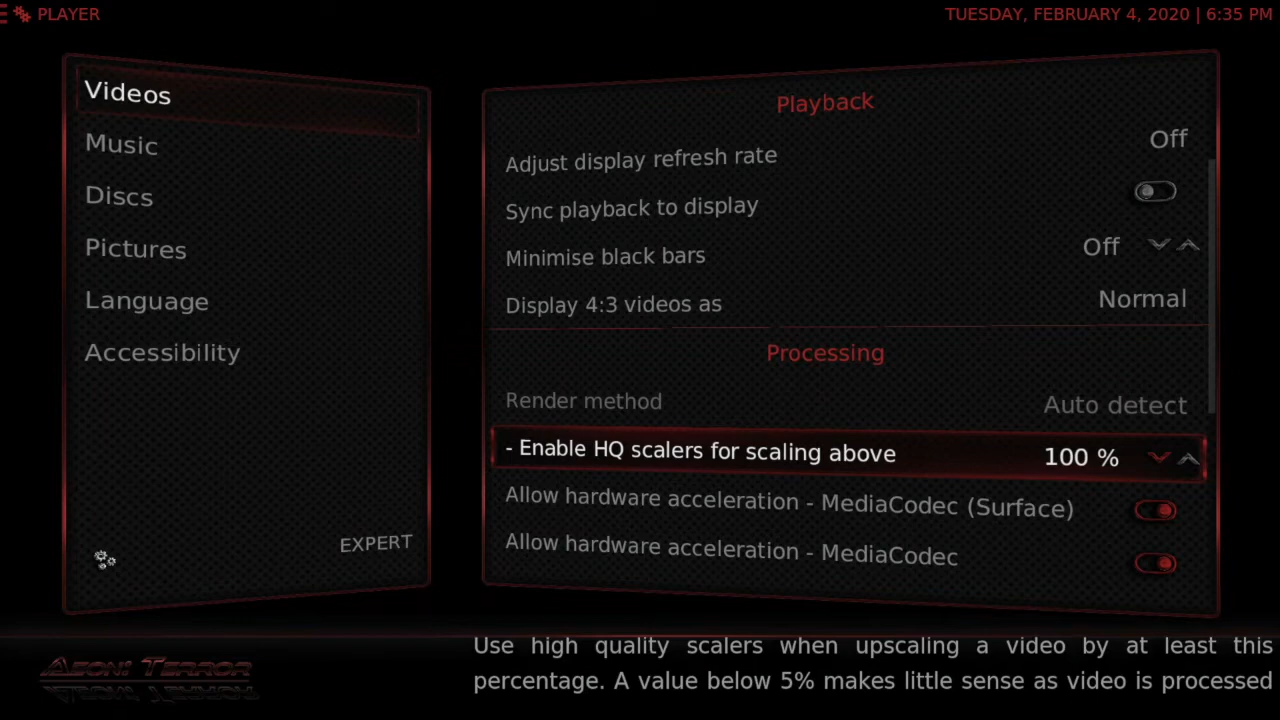 PLAYER
TUESDAY, FEBRUARY 4, 2020 | 6:35 PM
Videos
Music
Discs
Pictures
Language
Accessibility
EXPERT
Playback
Adjust display refresh rate Off
Sync playback to display
Minimise black bars Off
Display 4:3 videos as Normal
Processing
Render method Auto detect
- Enable HQ scalers for scaling above 100 %
Allow hardware acceleration - MediaCodec (Surface)
Allow hardware acceleration - MediaCodec
AEON: TERROR
Use high quality scalers when upscaling a video by at least this
percentage. A value below 5% makes little sense as video is processed